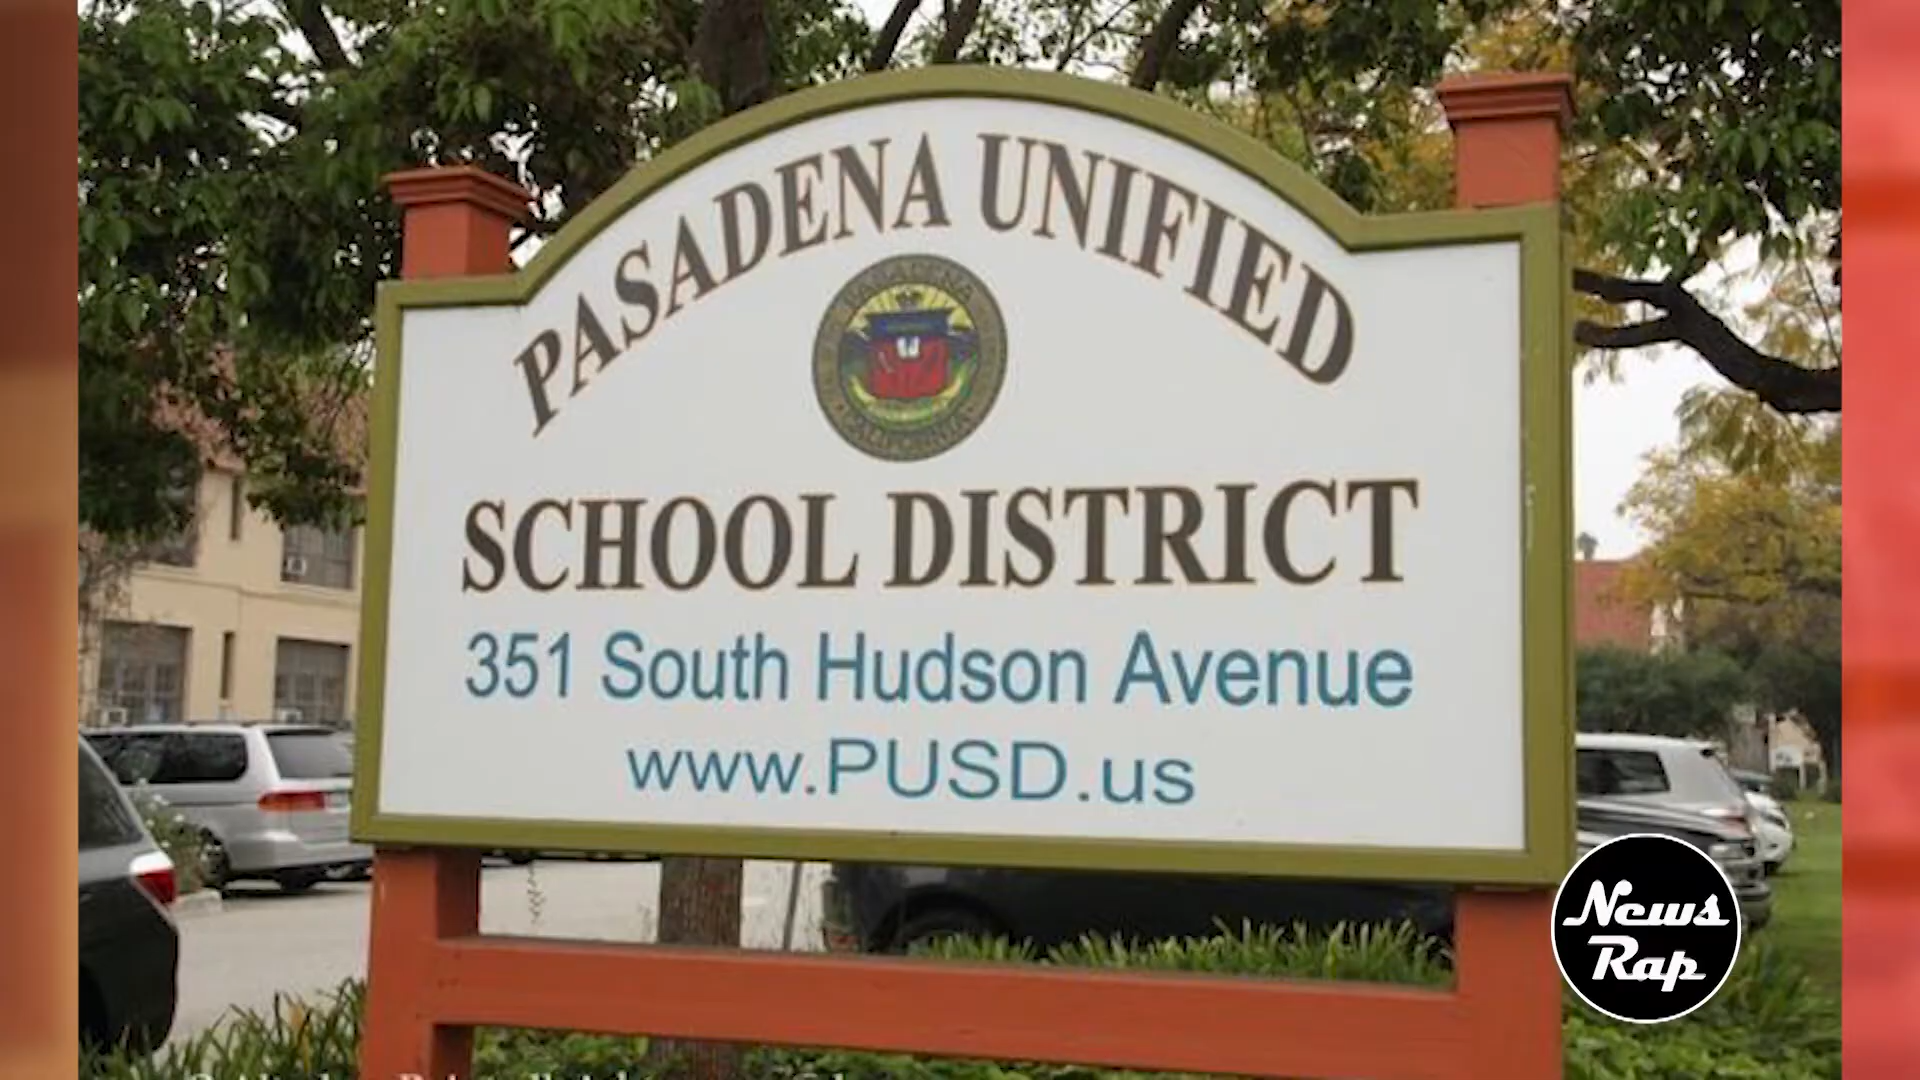 PASADENA UNIFIED
SCHOOL DISTRICT
351 South Hudson Avenue
www.PUSD.us
News
Rap